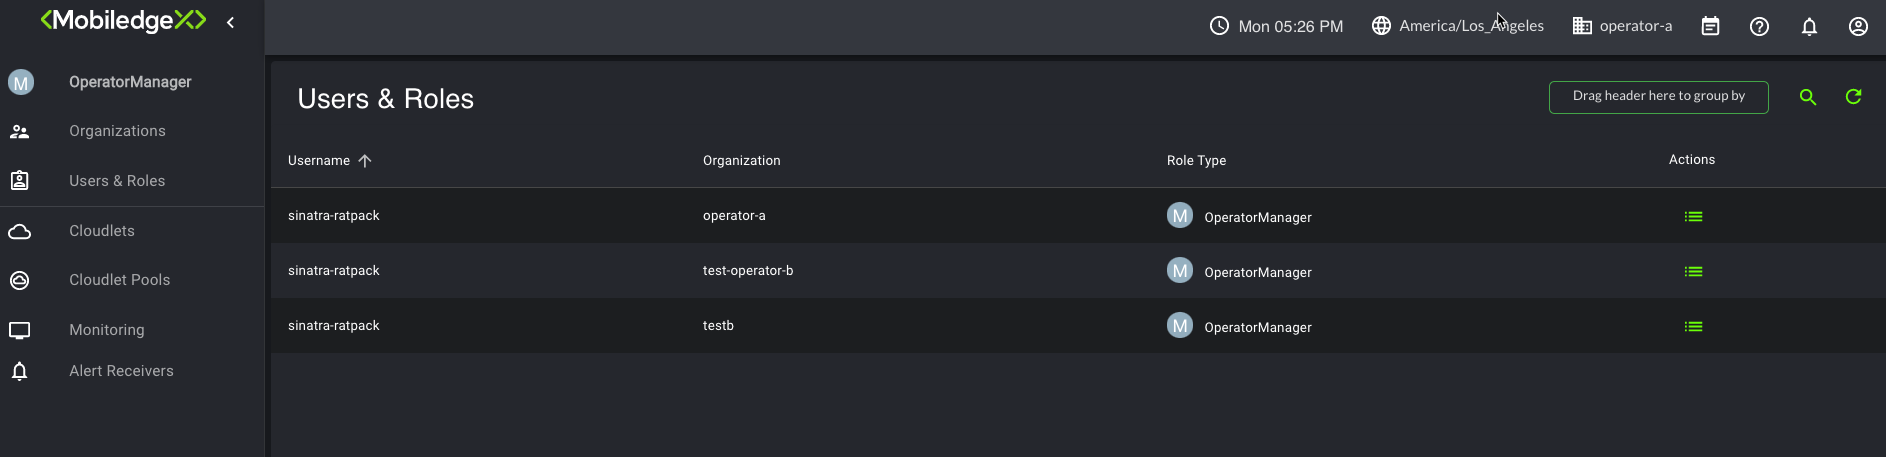 MobiledgeX
Mon 05:26 PM
America/Los_Angeles
operator-a
M
OperatorManager
Organizations
Users & Roles
Cloudlets
Cloudlet Pools
Monitoring
Alert Receivers
Users & Roles
Drag header here to group by
Username
Organization
Role Type
Actions
sinatra-ratpack operator-a M OperatorManager
sinatra-ratpack test-operator-b M OperatorManager
sinatra-ratpack testb M OperatorManager